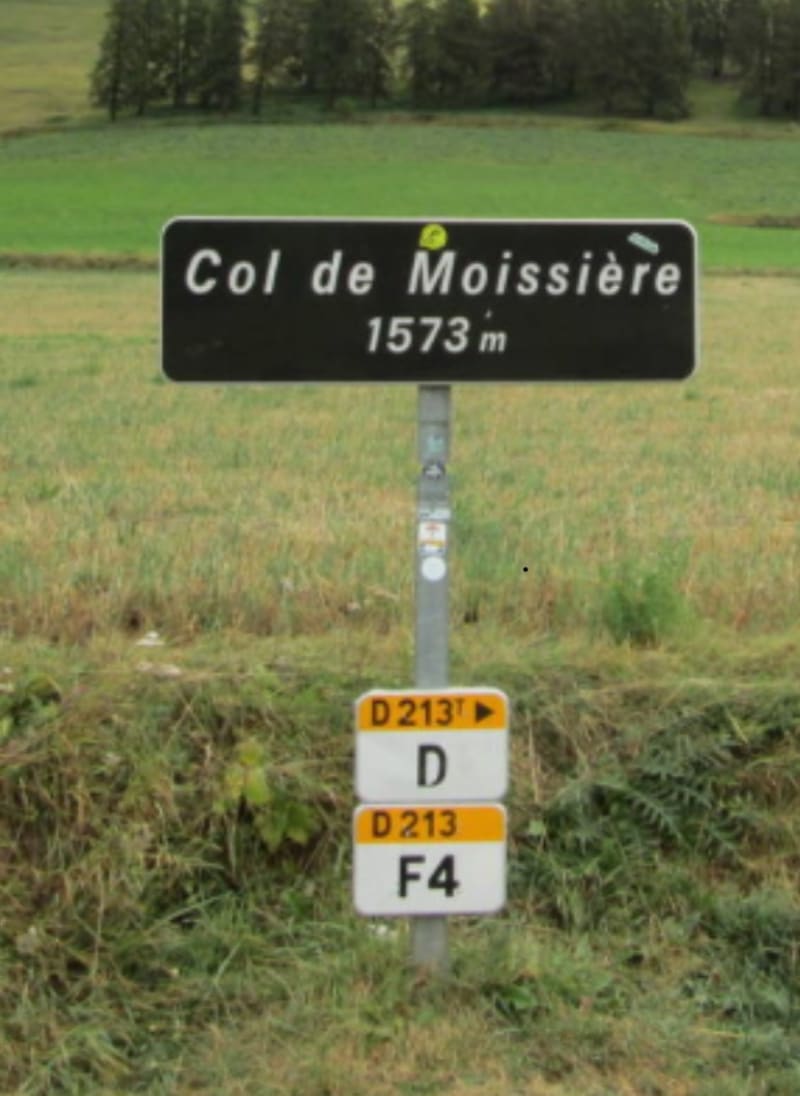 Col de Moissière
1573 m
D 213ᵀ ▶
D
D 213
F4